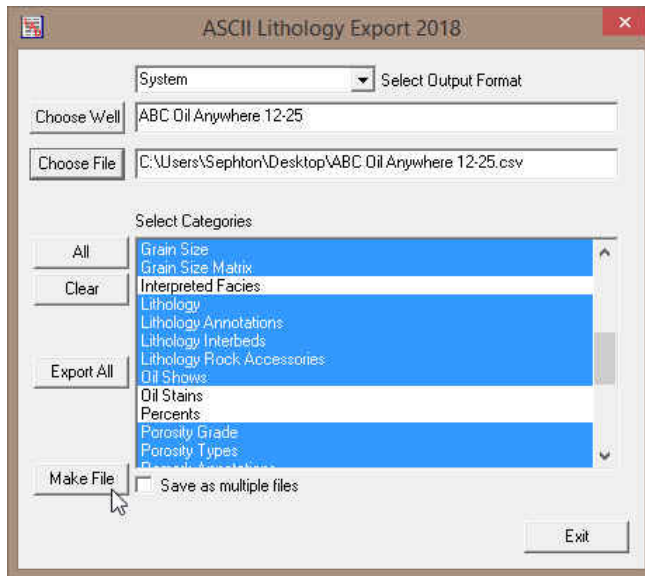 ASCII Lithology Export 2018
System
Select Output Format
Choose Well
ABC Oil Anywhere 12-25
Choose File
C:\Users\Sephton\Desktop\ABC Oil Anywhere 12-25.csv
Select Categories
All
Clear
Export All
Make File
Grain Size
Grain Size Matrix
Interpreted Facies
Lithology
Lithology Annotations
Lithology Interbeds
Lithology Rock Accessories
Oil Shows
Oil Stains
Percents
Porosity Grade
Porosity Types
Remark Annotations
Save as multiple files
Exit